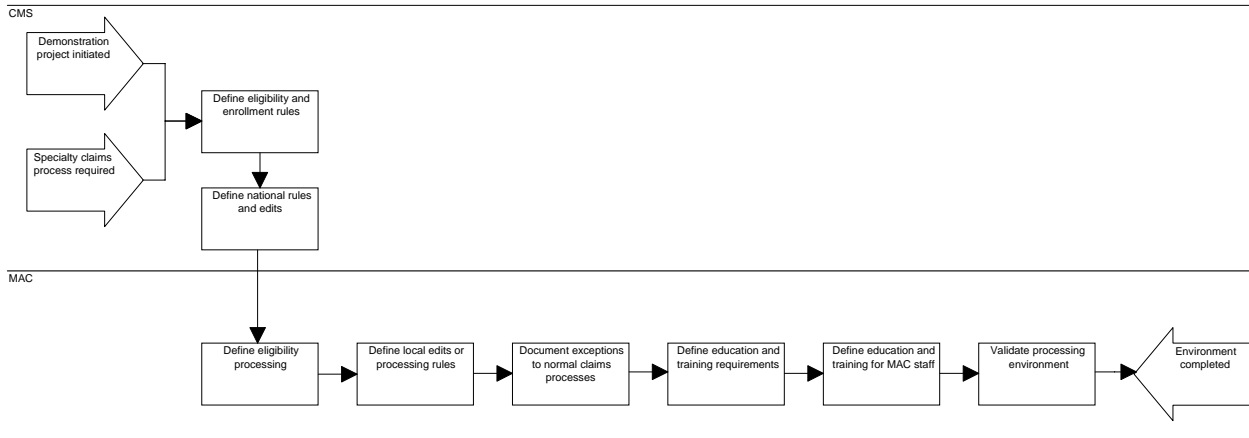 CMS
Demonstration
project initiated
Define eligibility and
enrollment rules
Specialty claims
process required
Define national rules
and edits
MAC
Define eligibility
processing
Define local edits or
processing rules
Document exceptions
to normal claims
processes
Define education and
training requirements
Define education and
training for MAC staff
Validate processing
environment
Environment
completed